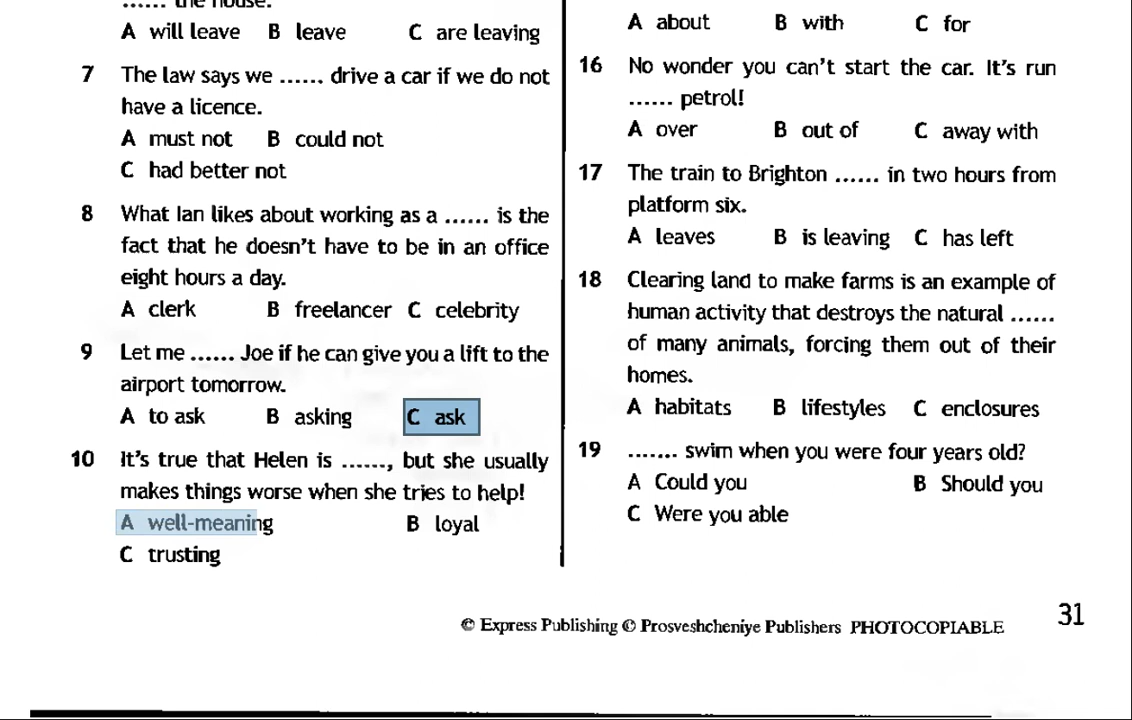 ...... the house.
A will leave B leave C are leaving
7 The law says we ...... drive a car if we do not
have a licence.
A must not B could not
C had better not
8 What Ian likes about working as a ...... is the
fact that he doesn't have to be in an office
eight hours a day.
A clerk B freelancer C celebrity
9 Let me ...... Joe if he can give you a lift to the
airport tomorrow.
A to ask B asking C ask
10 It's true that Helen is ......, but she usually
makes things worse when she tries to help!
A well-meaning B loyal
C trusting
A about B with C for
16 No wonder you can't start the car. It's run
...... petrol!
A over B out of C away with
17 The train to Brighton ...... in two hours from
platform six.
A leaves B is leaving C has left
18 Clearing land to make farms is an example of
human activity that destroys the natural ......
of many animals, forcing them out of their
homes.
A habitats B lifestyles C enclosures
19 ....... swim when you were four years old?
A Could you B Should you
C Were you able
© Express Publishing © Prosveshcheniye Publishers PHOTOCOPIABLE
31